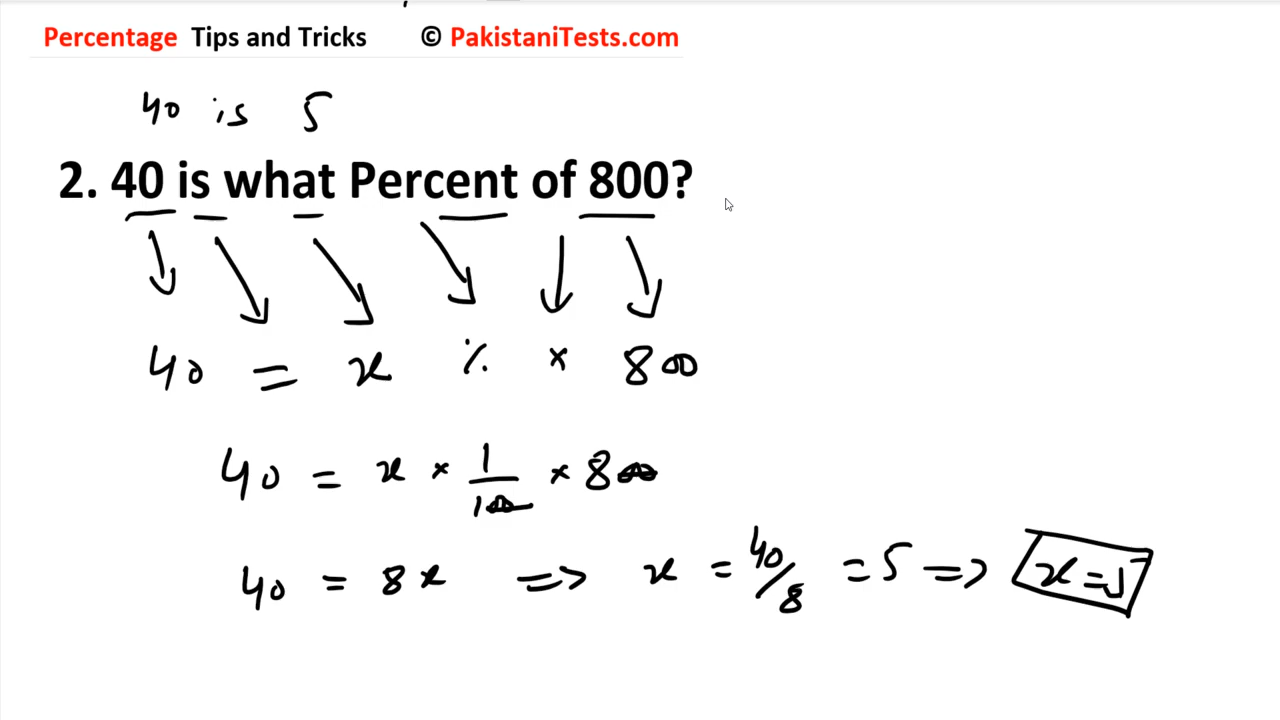 Percentage Tips and Tricks © PakistaniTests.com
40 is 5
2. 40 is what Percent of 800?
40 = x % × 800
40 = x × 1/100 × 800
40 = 8x => x = 40/8 = 5 => x = 5